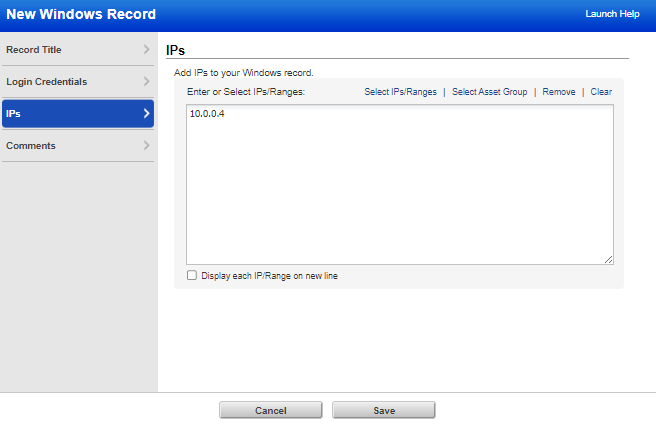 New Windows Record
Launch Help
Record Title
Login Credentials
IPs
Comments
IPs
Add IPs to your Windows record.
Enter or Select IPs/Ranges:
Select IPs/Ranges | Select Asset Group | Remove | Clear
10.0.0.4
Display each IP/Range on new line
Cancel
Save